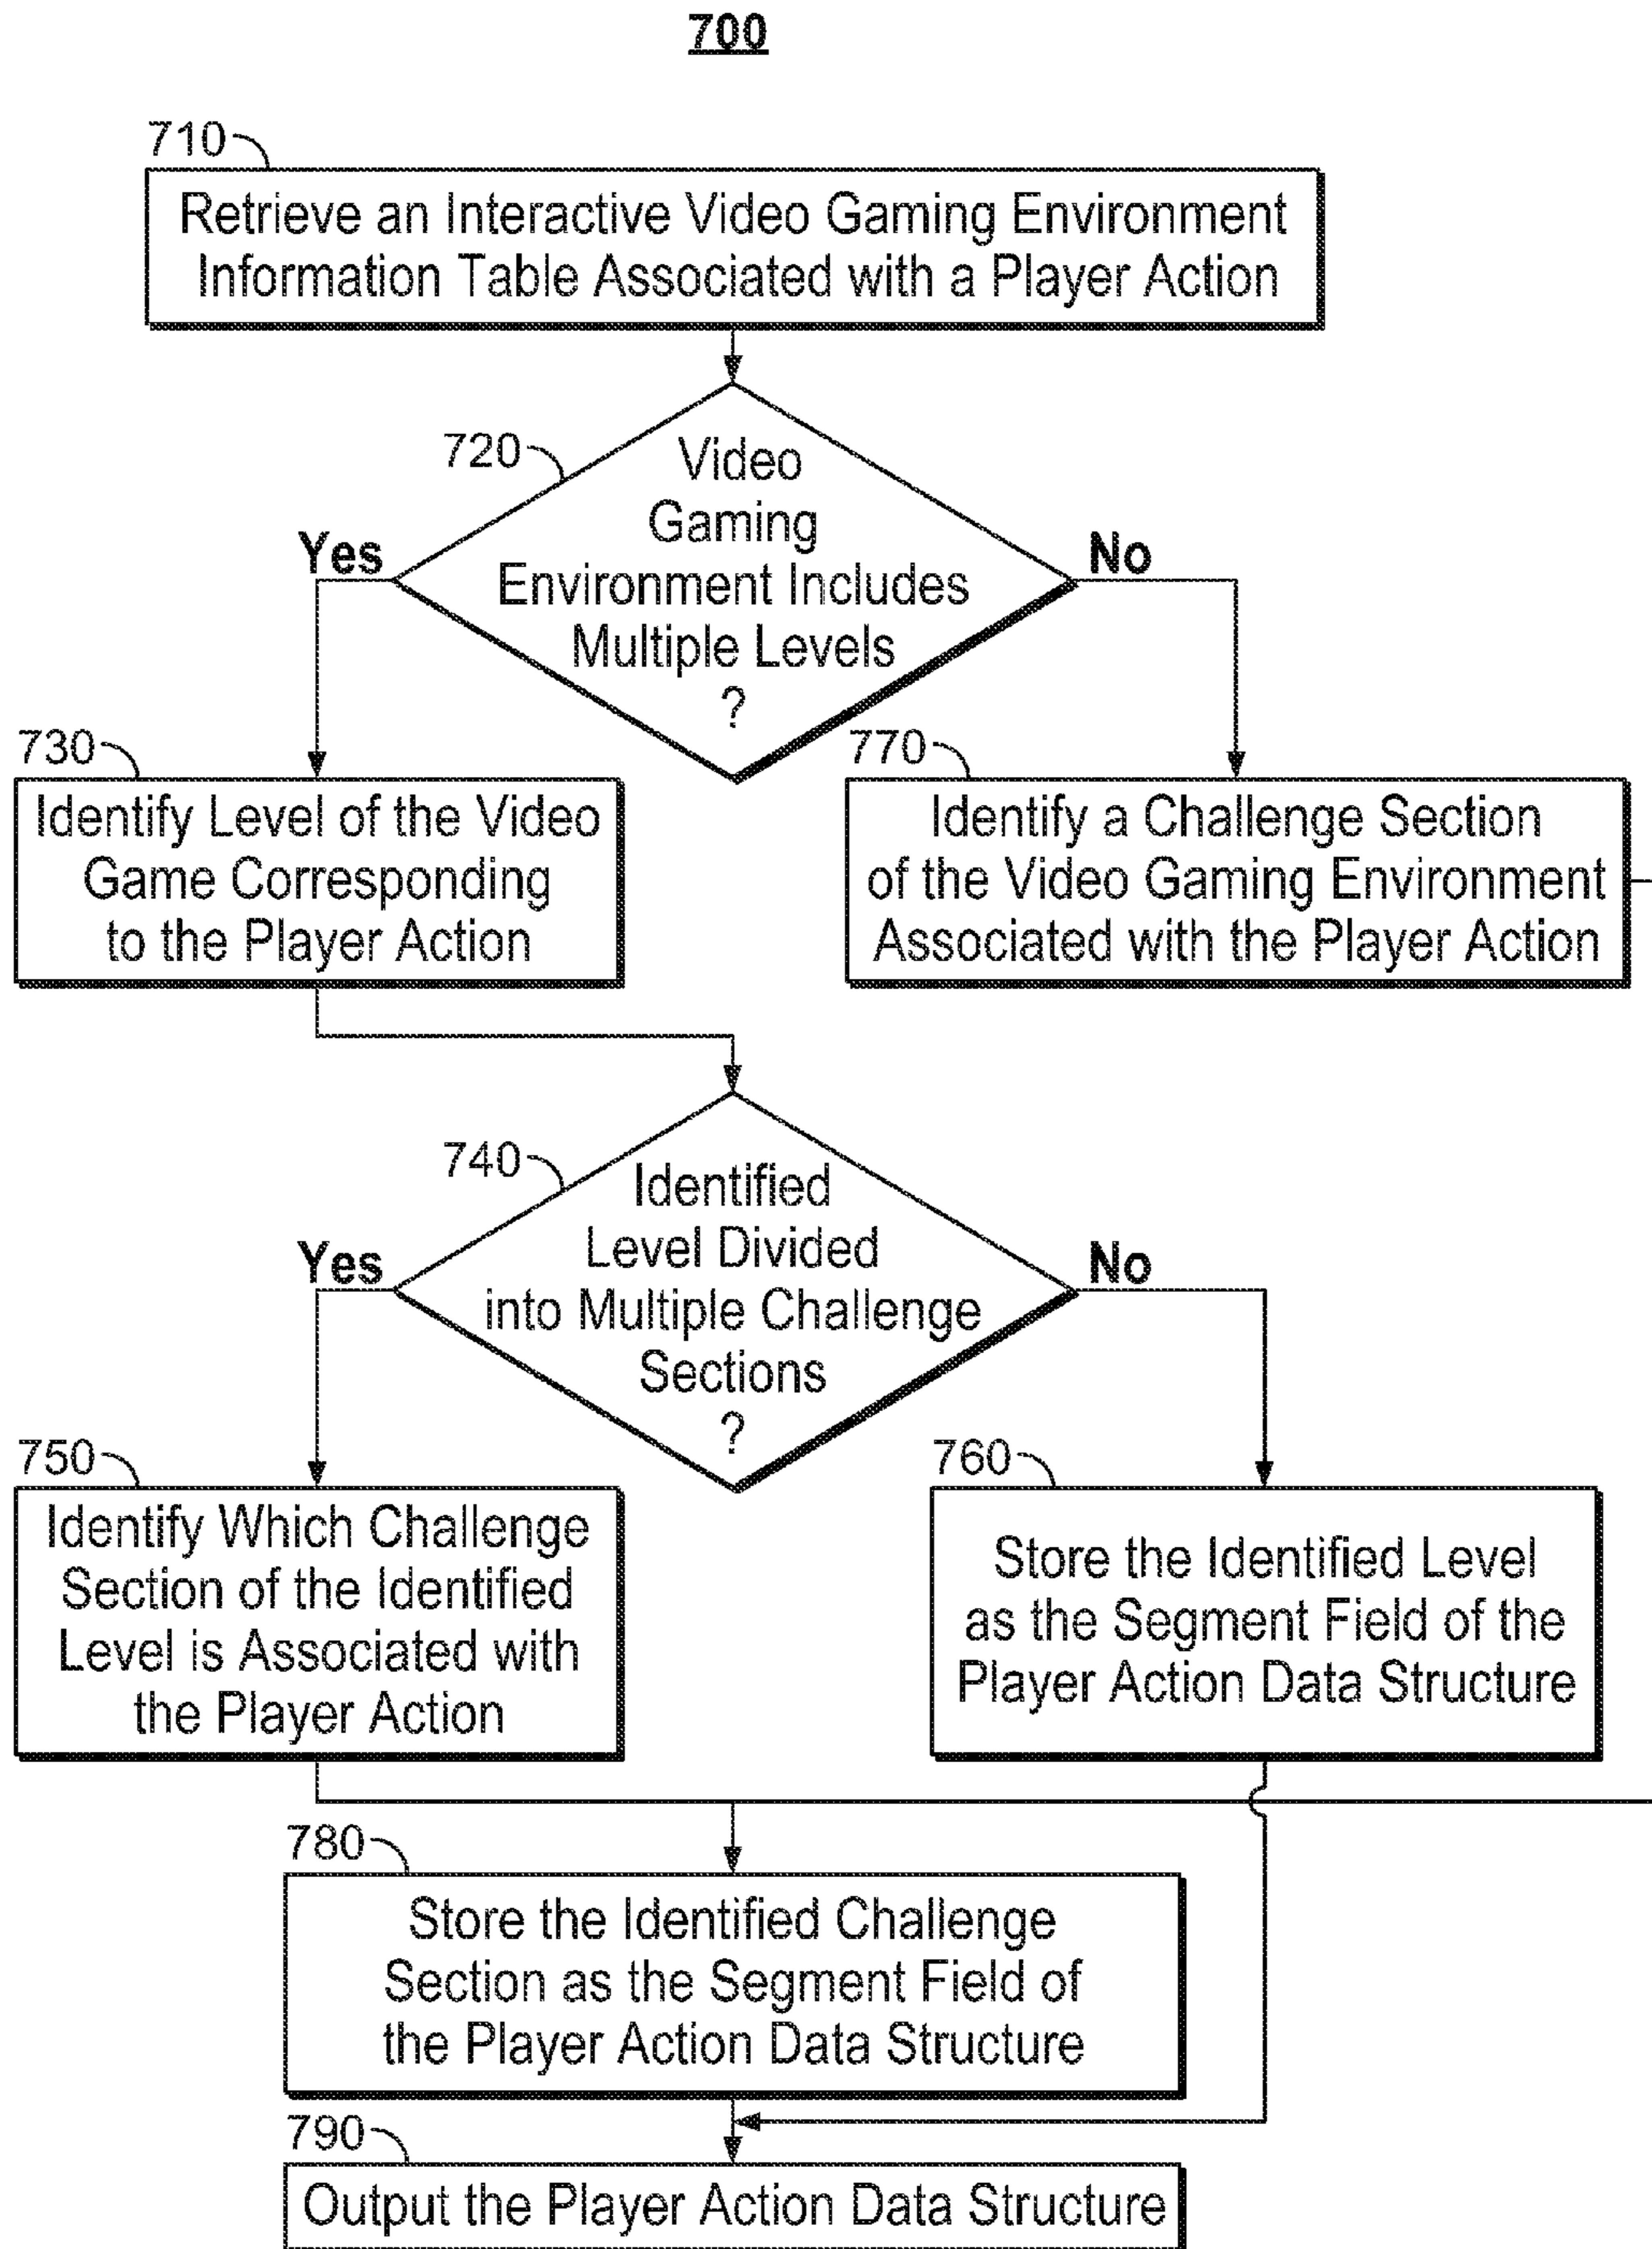 700
710
Retrieve an Interactive Video Gaming Environment
Information Table Associated with a Player Action
720
Video
Gaming
Environment Includes
Multiple Levels
?
Yes
No
730
Identify Level of the Video
Game Corresponding
to the Player Action
770
Identify a Challenge Section
of the Video Gaming Environment
Associated with the Player Action
740
Identified
Level Divided
into Multiple Challenge
Sections
?
Yes
No
750
Identify Which Challenge
Section of the Identified
Level is Associated with
the Player Action
760
Store the Identified Level
as the Segment Field of the
Player Action Data Structure
780
Store the Identified Challenge
Section as the Segment Field of
the Player Action Data Structure
790
Output the Player Action Data Structure